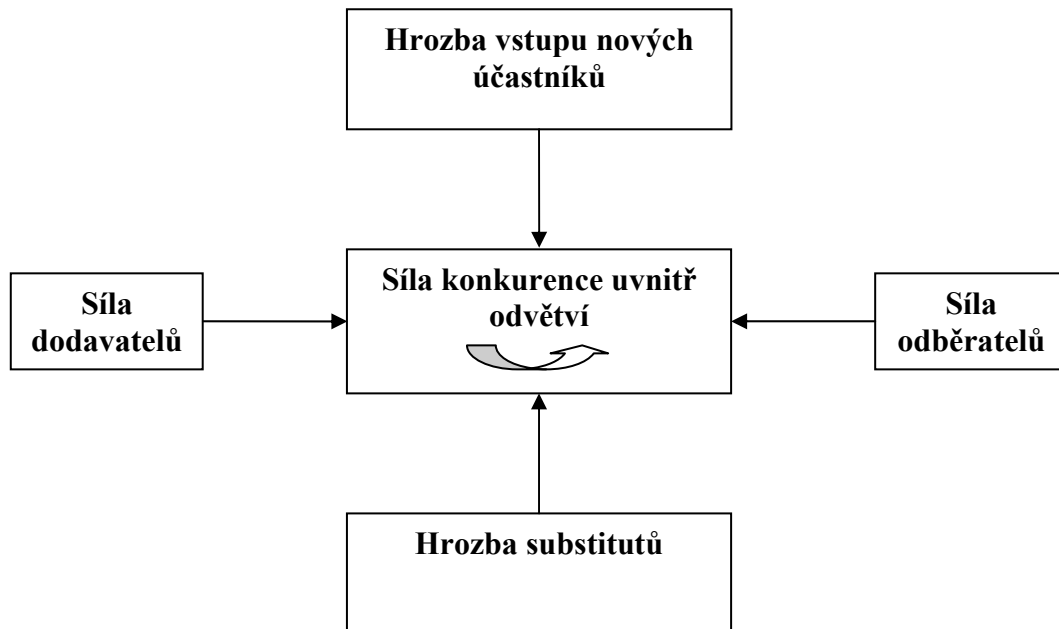 Hrozba vstupu nových
účastníků
Síla konkurence uvnitř
odvětví
Síla
dodavatelů
Síla
odběratelů
Hrozba substitutů